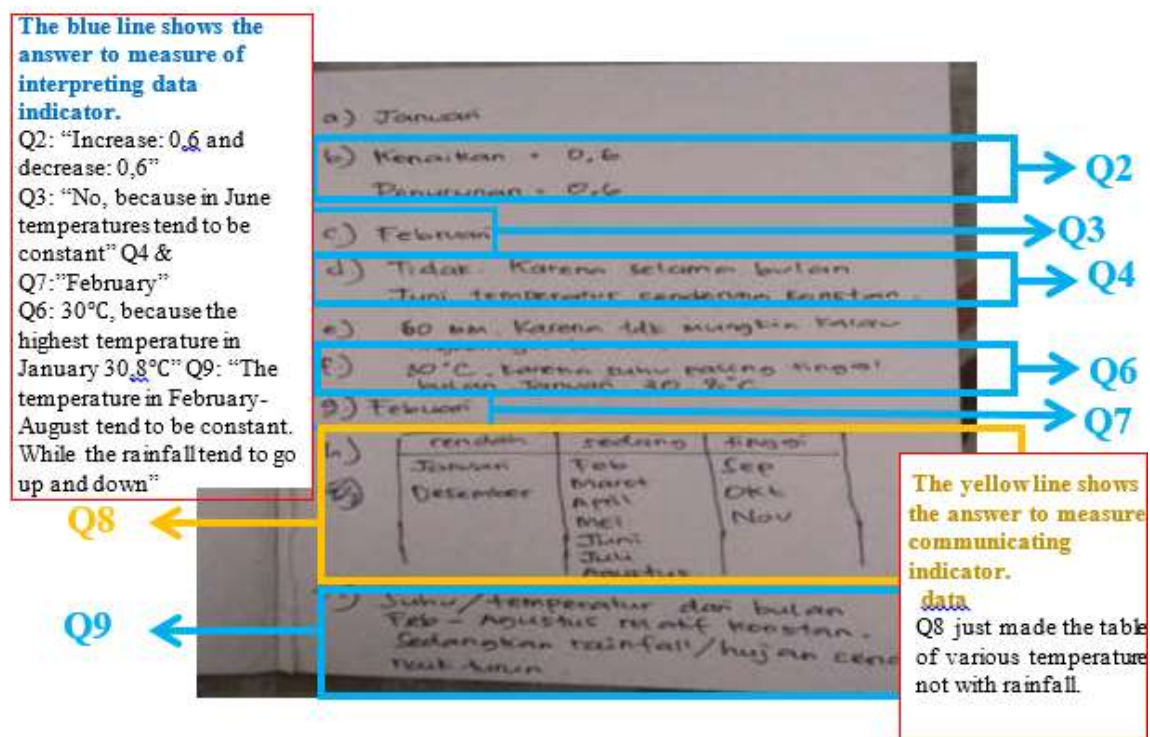 The blue line shows the
answer to measure of
interpreting data
indicator.
Q2: “Increase: 0,6 and
decrease: 0,6”
Q3: “No, because in June
temperatures tend to be
constant” Q4 &
Q7:”February”
Q6: 30°C, because the
highest temperature in
January 30,8°C” Q9: “The
temperature in February-
August tend to be constant.
While the rainfall tend to go
up and down”
a) Januari
b) Kenaikan = 0,6
Penurunan = 0,6
c) Februari
d) Tidak. Karena selama bulan
Juni temperatur cenderung konstan.
e) 60 mm. Karena tdk mungkin kalau
f.) 30°C, karena suhu paling tinggi
bulan Januari 30,8°C
g.) Februari
h.) rendah sedang tinggi
Januari Feb Sep
Desember Maret Okt
April Nov
Mei
Juni
Juli
Agustus
Suhu/temperatur dari bulan
Feb - Agustus relatif konstan.
Sedangkan rainfall/hujan
naik turun
Q2
Q3
Q4
Q6
Q7
Q8
Q9
The yellow line shows
the answer to measure
communicating
indicator.
data
Q8 just made the table
of various temperature
not with rainfall.